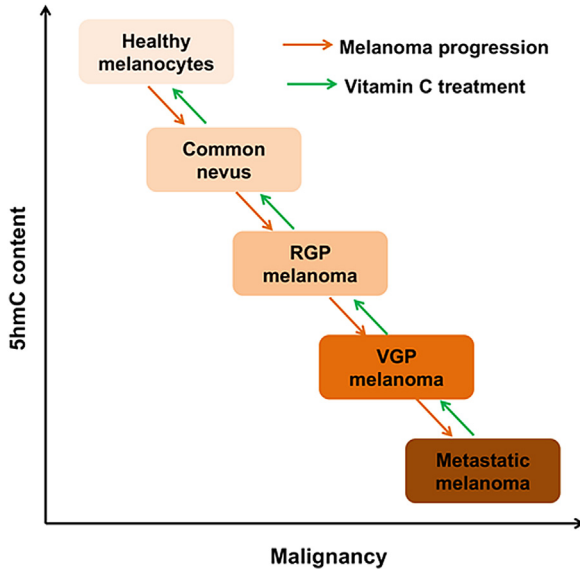 Healthy
melanocytes
Melanoma progression
Vitamin C treatment
Common
nevus
RGP
melanoma
VGP
melanoma
Metastatic
melanoma
5hmC content
Malignancy